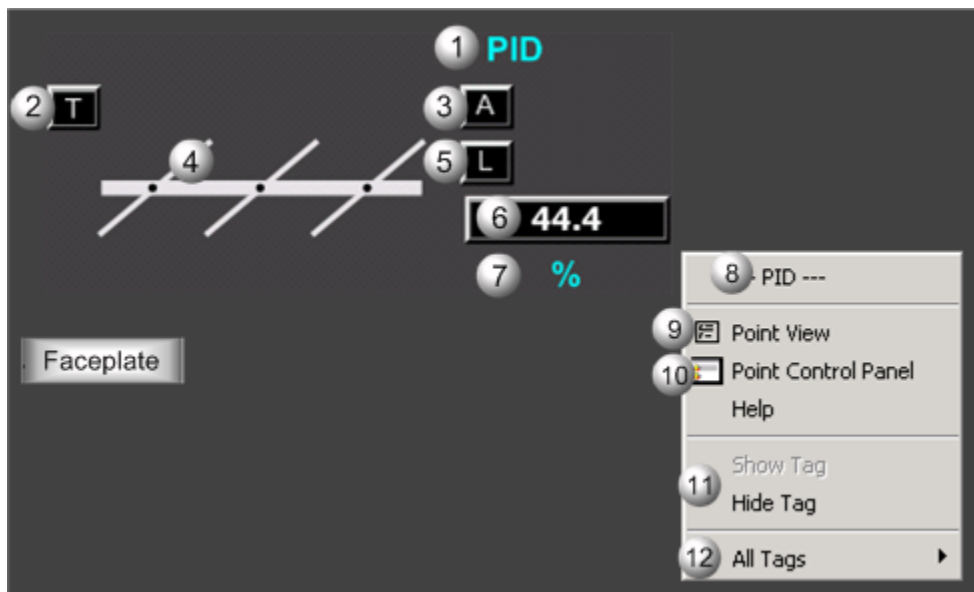 1 PID
2 T
3 A
4
5 L
6 44.4
7 %
8 - PID ---
9 Point View
10 Point Control Panel
Help
Show Tag
11
Hide Tag
12 All Tags
Faceplate